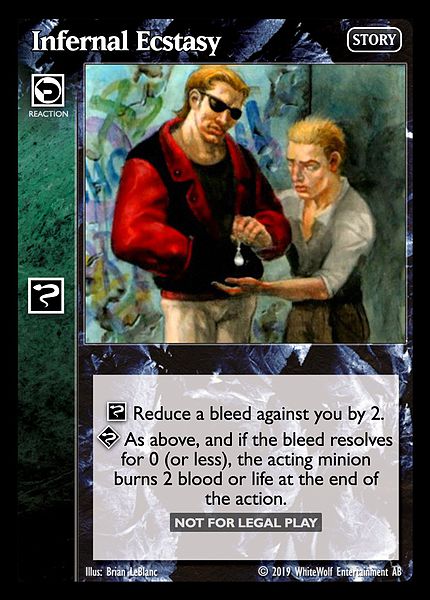 Infernal Ecstasy
STORY
REACTION
Reduce a bleed against you by 2.
As above, and if the bleed resolves
for 0 (or less), the acting minion
burns 2 blood or life at the end of
the action.
NOT FOR LEGAL PLAY
Illus: Brian LeBlanc
© 2019 WhiteWolf Entertainment AB